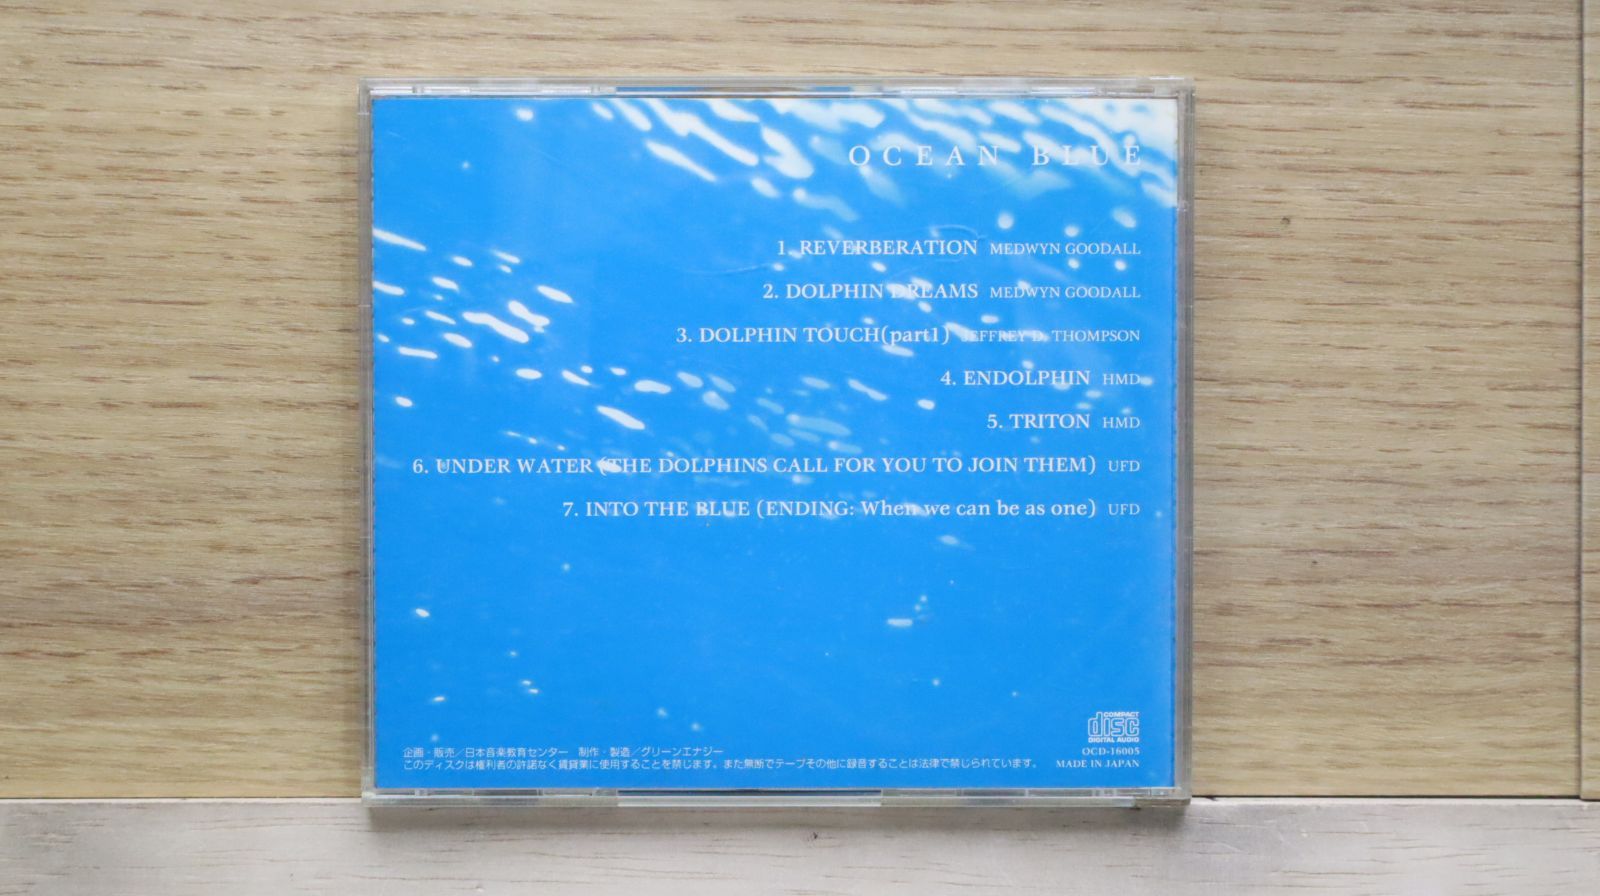 OCEAN BLUE
1. REVERBERATION MEDWYN GOODALL
2. DOLPHIN DREAMS MEDWYN GOODALL
3. DOLPHIN TOUCH(part1) JEFFREY D. THOMPSON
4. ENDOLPHIN HMD
5. TRITON HMD
6. UNDER WATER (THE DOLPHINS CALL FOR YOU TO JOIN THEM) UFD
7. INTO THE BLUE (ENDING: When we can be as one) UFD
COMPACT
disc
DIGITAL AUDIO
企画・販売／日本音楽教育センター 制作・製造／グリーンエナジー
OCD-16005
このディスクは権利者の許諾なく賃貸業に使用することを禁じます。また無断でテープその他に録音することは法律で禁じられています。
MADE IN JAPAN